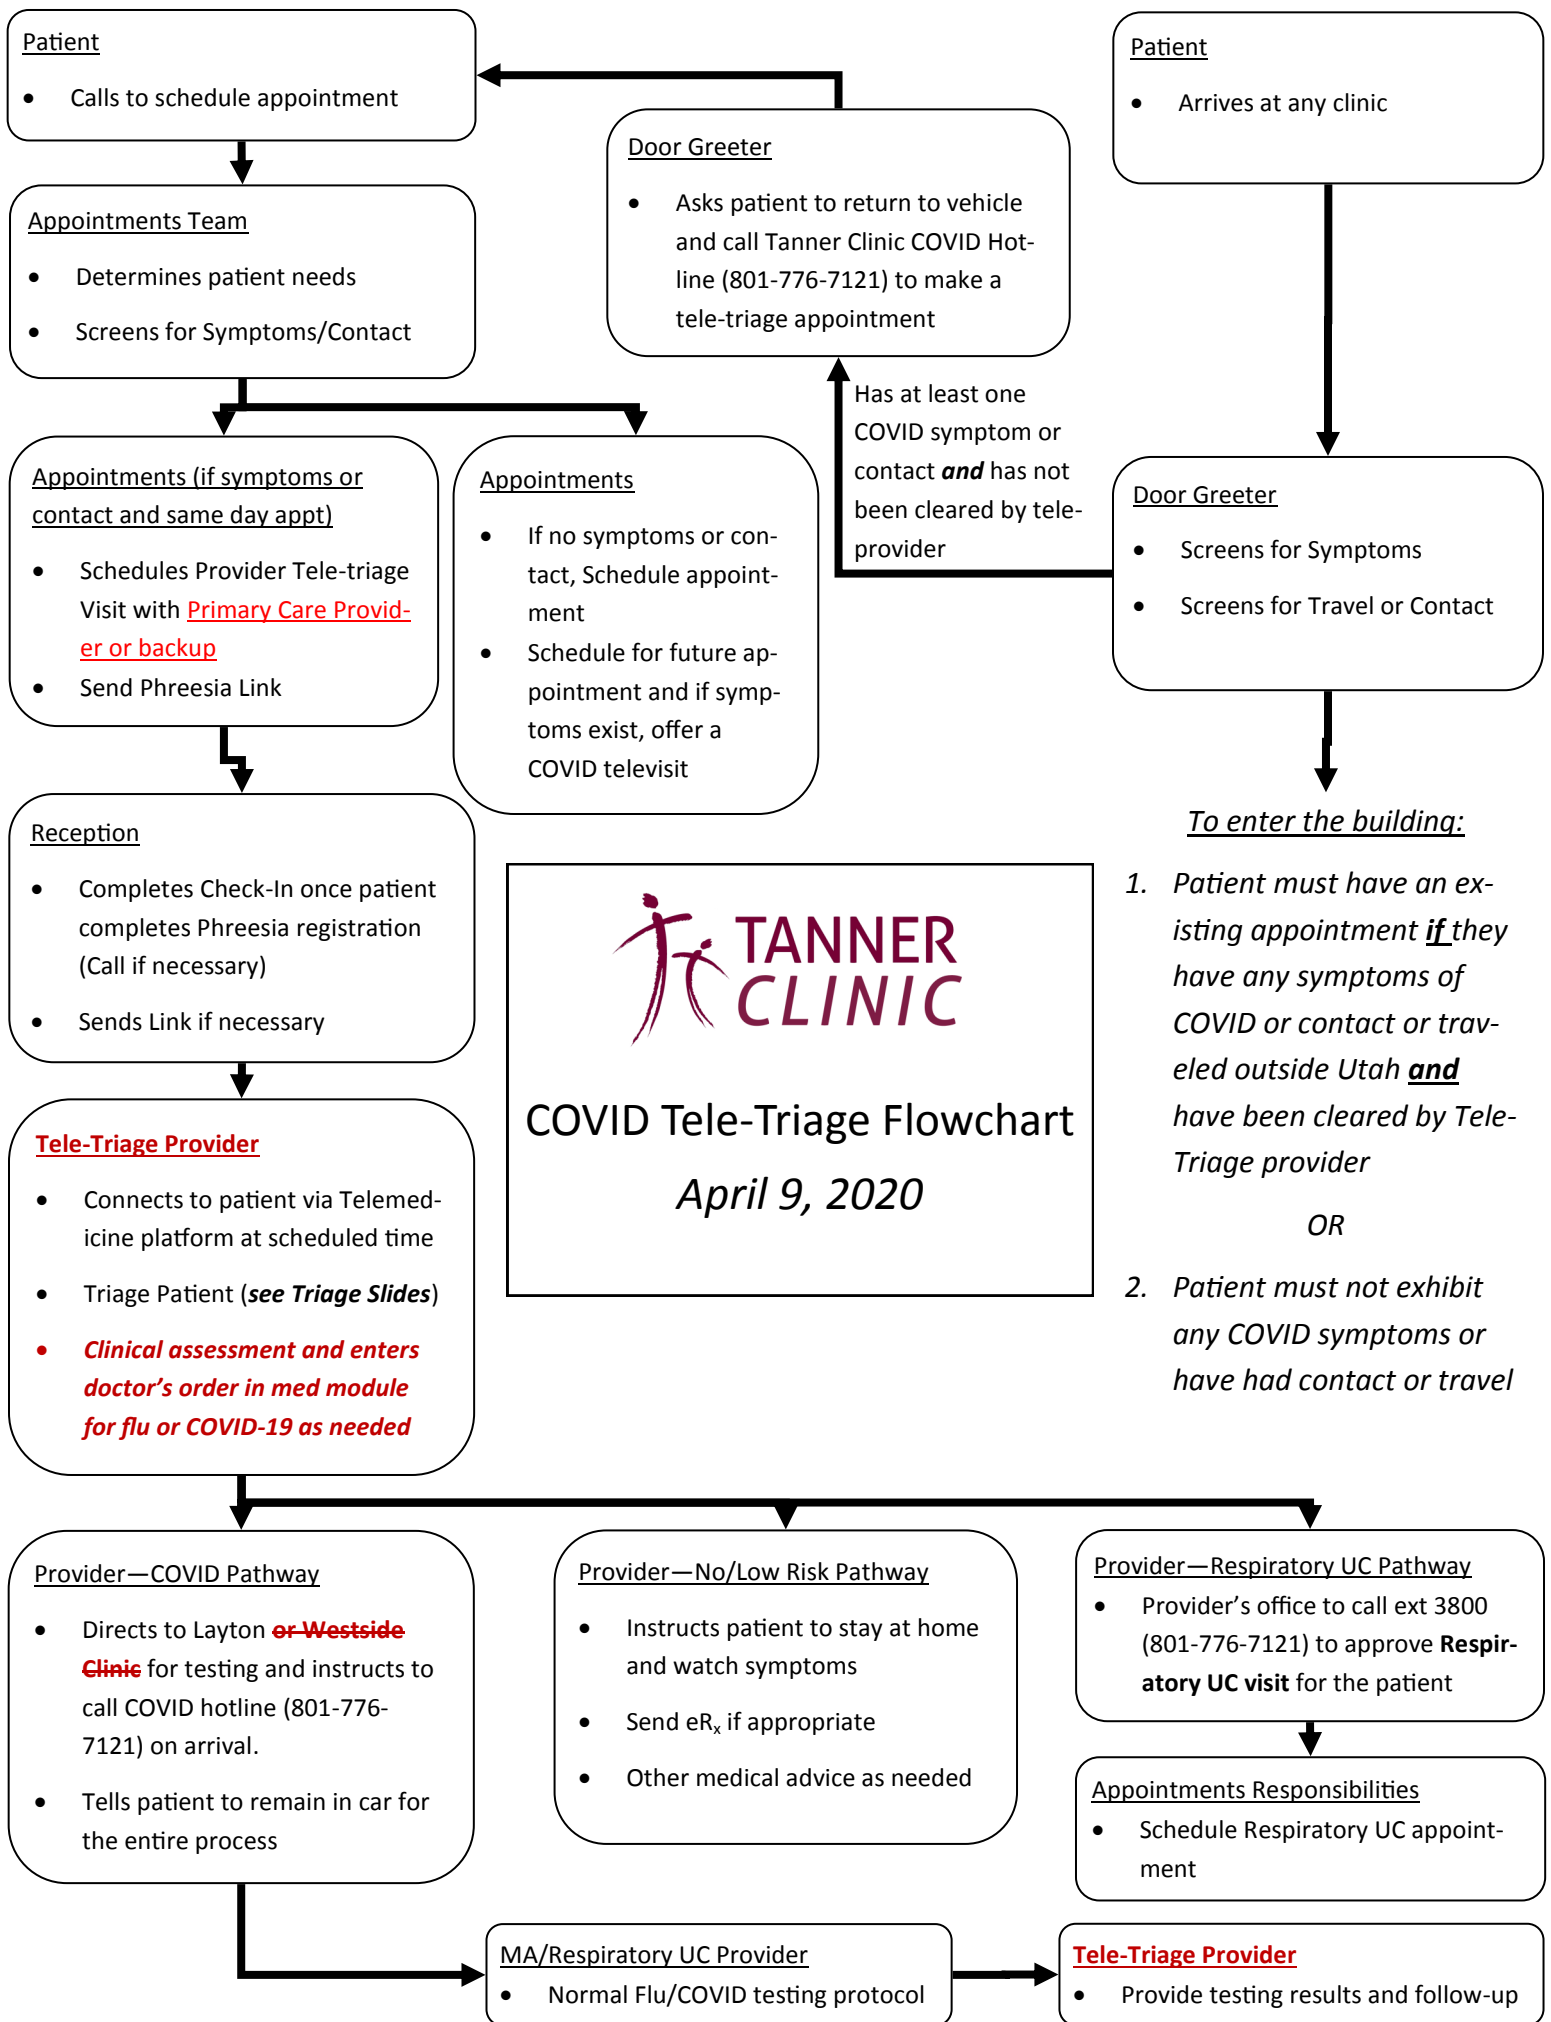 Patient
• Calls to schedule appointment
Appointments Team
• Determines patient needs
• Screens for Symptoms/Contact
Door Greeter
• Asks patient to return to vehicle
and call Tanner Clinic COVID Hot-
line (801-776-7121) to make a
tele-triage appointment
Patient
• Arrives at any clinic
Has at least one
COVID symptom or
contact and has not
been cleared by tele-
provider
Door Greeter
• Screens for Symptoms
• Screens for Travel or Contact
Appointments (if symptoms or
contact and same day appt)
• Schedules Provider Tele-triage
Visit with Primary Care Provid-
er or backup
• Send Phreesia Link
Appointments
• If no symptoms or con-
tact, Schedule appoint-
ment
• Schedule for future ap-
pointment and if symp-
toms exist, offer a
COVID televisit
Reception
• Completes Check-In once patient
completes Phreesia registration
(Call if necessary)
• Sends Link if necessary
TANNER
CLINIC
COVID Tele-Triage Flowchart
April 9, 2020
To enter the building:
1. Patient must have an ex-
isting appointment if they
have any symptoms of
COVID or contact or trav-
eled outside Utah and
have been cleared by Tele-
Triage provider
OR
2. Patient must not exhibit
any COVID symptoms or
have had contact or travel
Tele-Triage Provider
• Connects to patient via Telemed-
icine platform at scheduled time
• Triage Patient (see Triage Slides)
• Clinical assessment and enters
doctor's order in med module
for flu or COVID-19 as needed
Provider—COVID Pathway
• Directs to Layton or Westside
Clinic for testing and instructs to
call COVID hotline (801-776-
7121) on arrival.
• Tells patient to remain in car for
the entire process
Provider—No/Low Risk Pathway
• Instructs patient to stay at home
and watch symptoms
• Send eRx if appropriate
• Other medical advice as needed
Provider—Respiratory UC Pathway
• Provider's office to call ext 3800
(801-776-7121) to approve Respir-
atory UC visit for the patient
Appointments Responsibilities
• Schedule Respiratory UC appoint-
ment
MA/Respiratory UC Provider
• Normal Flu/COVID testing protocol
Tele-Triage Provider
• Provide testing results and follow-up